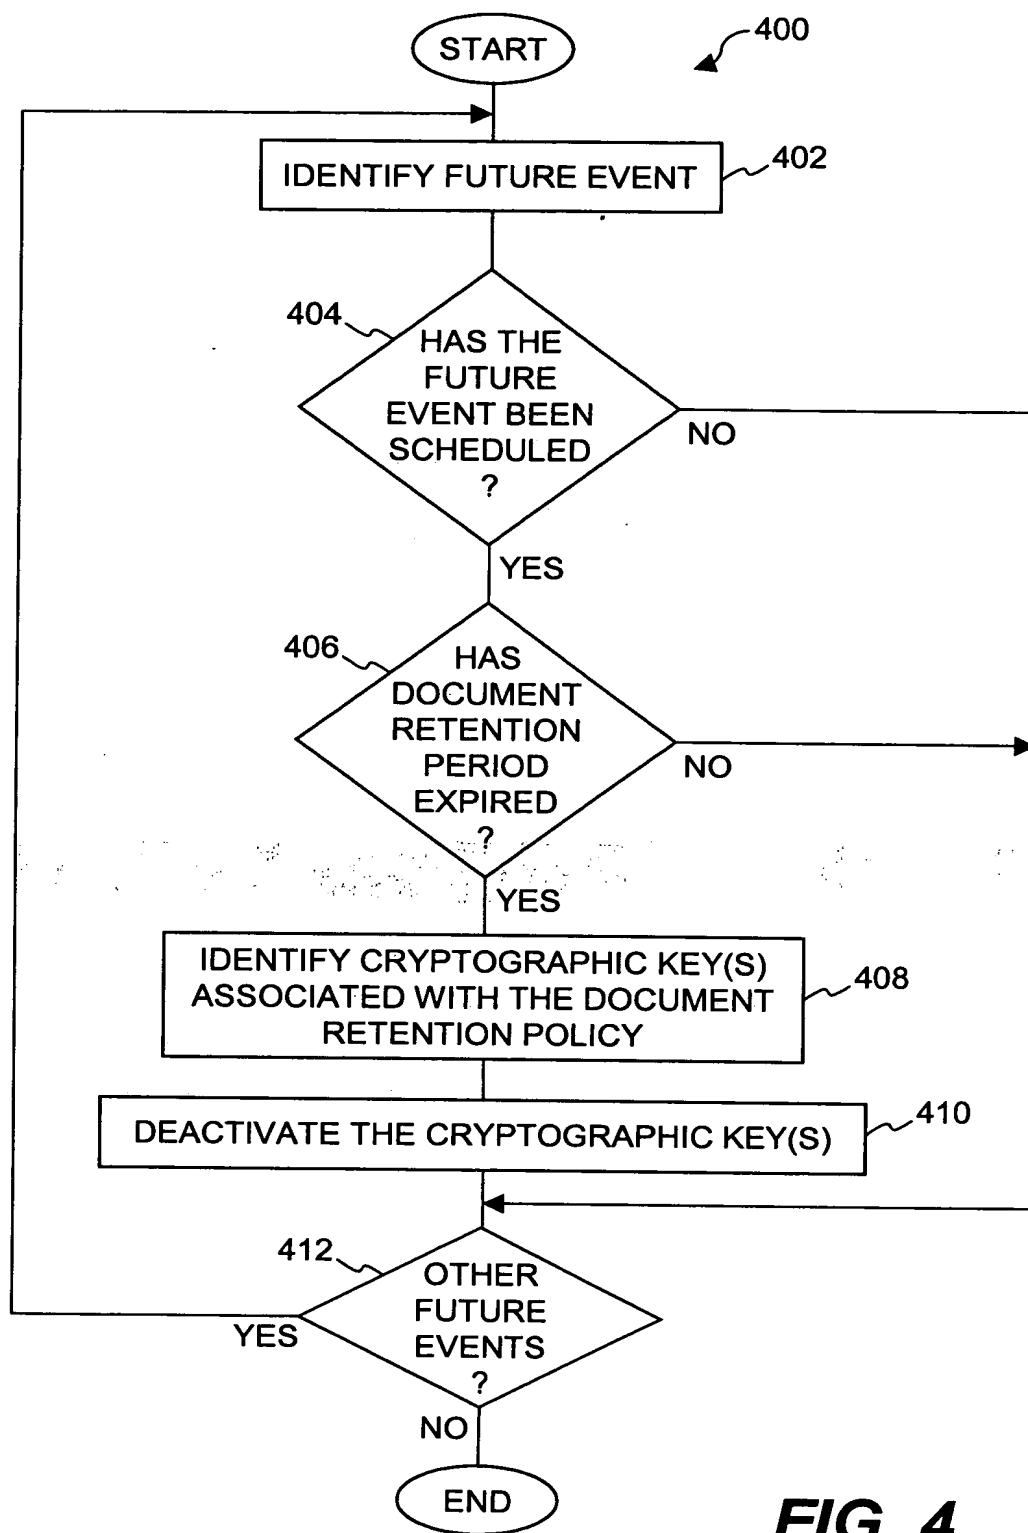 START
400
IDENTIFY FUTURE EVENT
402
404
HAS THE
FUTURE
EVENT BEEN
SCHEDULED
?
NO
YES
406
HAS
DOCUMENT
RETENTION
PERIOD
EXPIRED
?
NO
YES
IDENTIFY CRYPTOGRAPHIC KEY(S)
ASSOCIATED WITH THE DOCUMENT
RETENTION POLICY
408
DEACTIVATE THE CRYPTOGRAPHIC KEY(S)
410
412
OTHER
FUTURE
EVENTS
?
YES
NO
END
FIG. 4